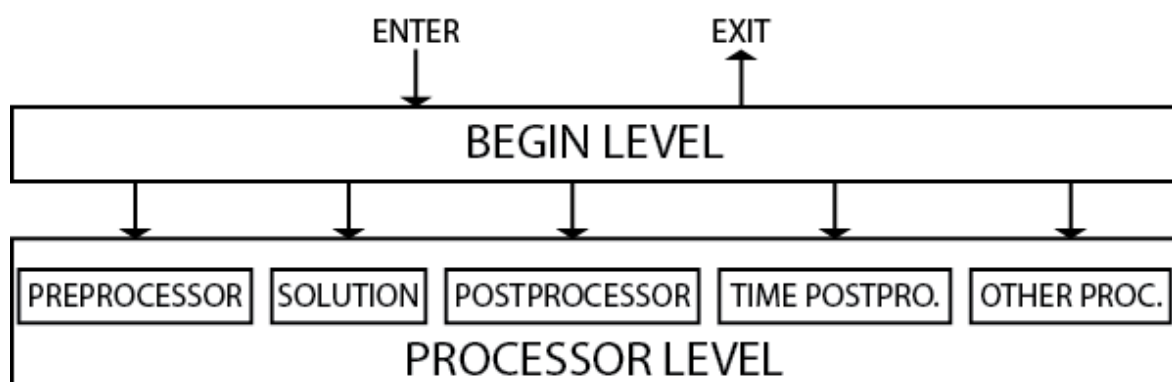 ENTER EXIT
BEGIN LEVEL
PREPROCESSOR SOLUTION POSTPROCESSOR TIME POSTPRO. OTHER PROC.
PROCESSOR LEVEL